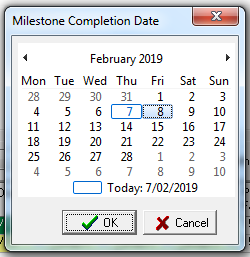 Milestone Completion Date
February 2019
Mon Tue Wed Thu Fri Sat Sun
28 29 30 31 1 2 3
4 5 6 7 8 9 10
11 12 13 14 15 16 17
18 19 20 21 22 23 24
25 26 27 28 1 2 3
4 5 6 7 8 9 10
Today: 7/02/2019
OK Cancel